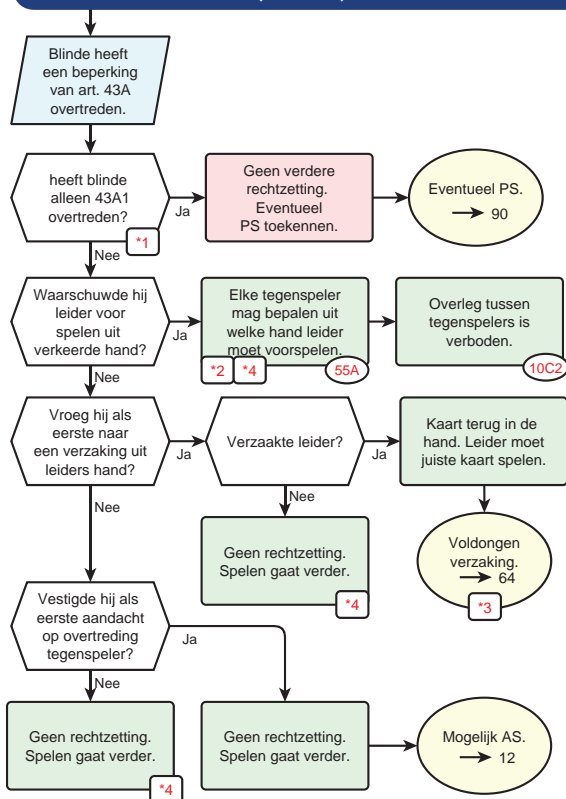 Blinde heeft
een beperking
van art. 43A
overtreden.
heeft blinde
alleen 43A1
overtreden?
*1
Ja
Nee
Geen verdere
rechtzetting.
Eventueel
PS toekennen.
Eventueel PS.
→ 90
Waarschuwde hij
leider voor
spelen uit
verkeerde hand?
Ja
Nee
Elke tegenspeler
mag bepalen uit
welke hand leider
moet voorspelen.
*2
*4
55A
Overleg tussen
tegenspelers is
verboden.
10C2
Vroeg hij als
eerste naar
een verzaking uit
leiders hand?
Ja
Nee
Verzaakte leider?
Ja
Nee
Kaart terug in de
hand. Leider moet
juiste kaart spelen.
Geen rechtzetting.
Spelen gaat verder.
*4
Voldongen
verzaking.
→ 64
*3
Vestigde hij als
eerste aandacht
op overtreding
tegenspeler?
Ja
Nee
Geen rechtzetting.
Spelen gaat verder.
*4
Geen rechtzetting.
Spelen gaat verder.
Mogelijk AS.
→ 12